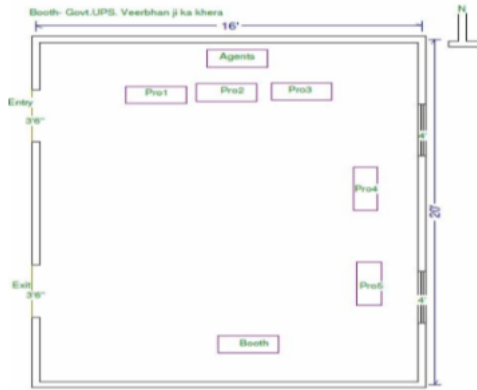 Booth- Govt.UPS. Veerbhan ji ka khera
N
16'
Agents
Pro1 Pro2 Pro3
Entry
3'6"
4'
Pro4
20'
Exit
3'6"
Pro5
4'
Booth